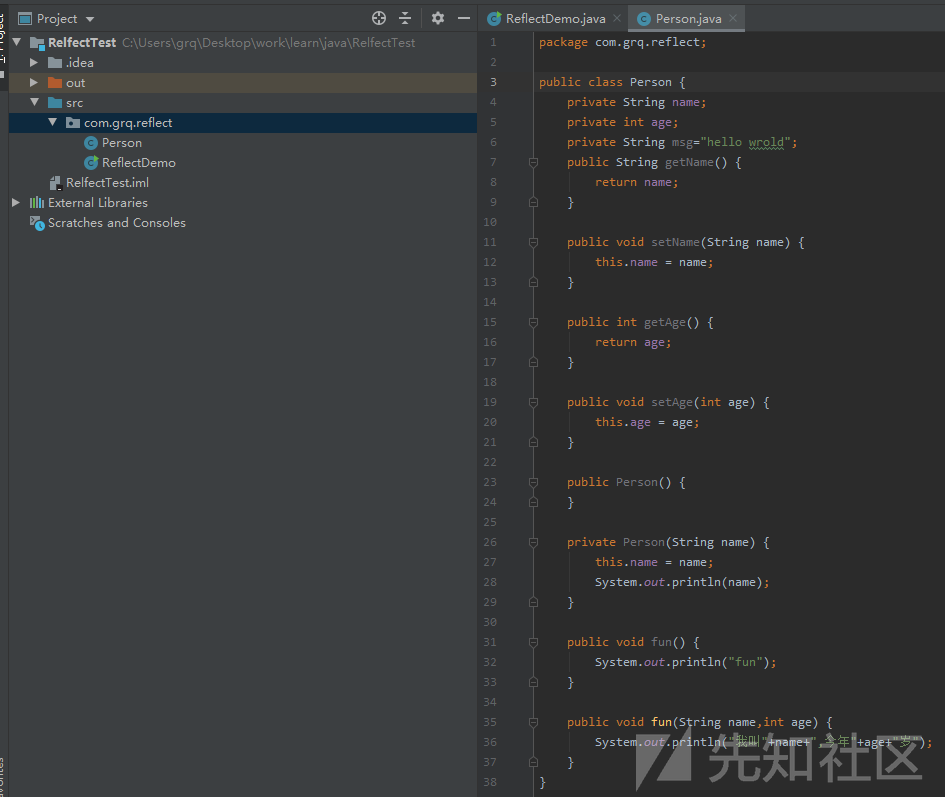 Project
RelfectTest C:\Users\grq\Desktop\work\learn\java\RelfectTest
.idea
out
src
com.grq.reflect
Person
ReflectDemo
RelfectTest.iml
External Libraries
Scratches and Consoles
ReflectDemo.java
Person.java
1 package com.grq.reflect;
2
3 public class Person {
4 private String name;
5 private int age;
6 private String msg="hello wrold";
7 public String getName() {
8 return name;
9 }
10
11 public void setName(String name) {
12 this.name = name;
13 }
14
15 public int getAge() {
16 return age;
17 }
18
19 public void setAge(int age) {
20 this.age = age;
21 }
22
23 public Person() {
24 }
25
26 private Person(String name) {
27 this.name = name;
28 System.out.println(name);
29 }
30
31 public void fun() {
32 System.out.println("fun");
33 }
34
35 public void fun(String name,int age) {
36 System.out.println("我叫"+name+",今年"+age+"岁");
37 }
38 }
先知社区